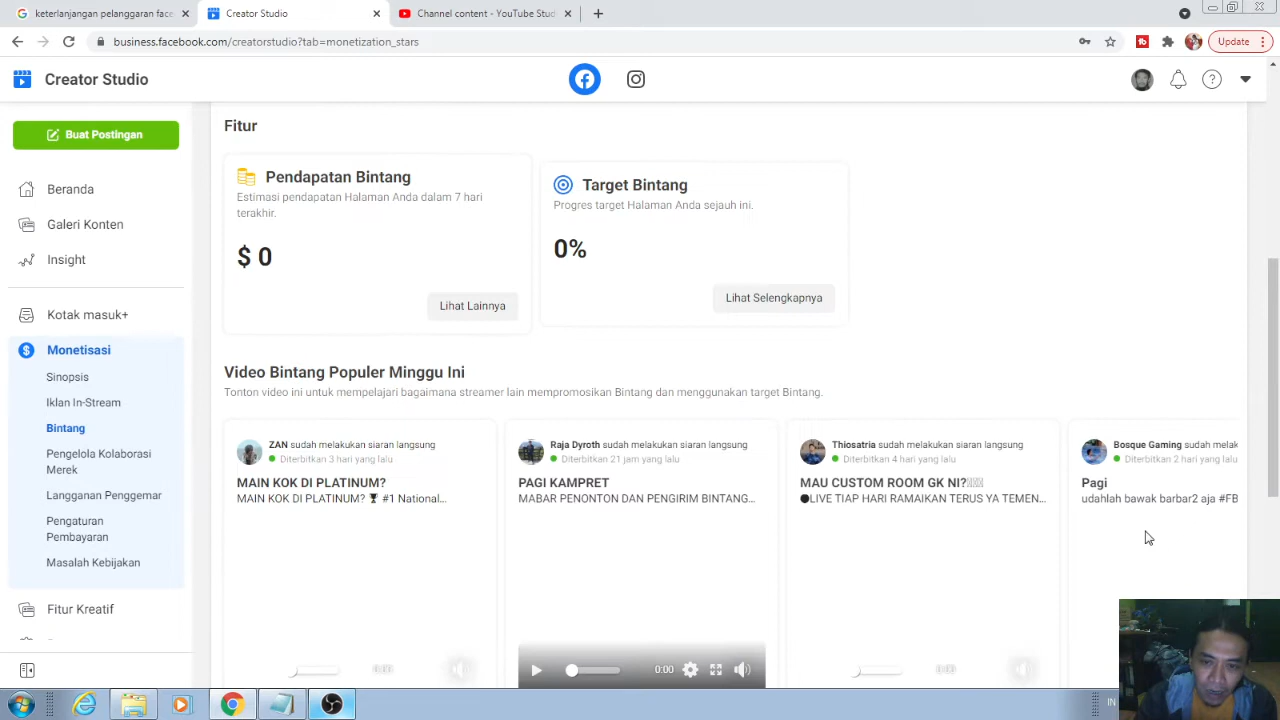 keterlanjangan pelanggaran face
Creator Studio
Channel content - YouTube Stud
business.facebook.com/creatorstudio?tab=monetization_stars
Update
Creator Studio
Buat Postingan
Beranda
Galeri Konten
Insight
Kotak masuk+
Monetisasi
Sinopsis
Iklan In-Stream
Bintang
Pengelola Kolaborasi
Merek
Langganan Penggemar
Pengaturan
Pembayaran
Masalah Kebijakan
Fitur Kreatif
Fitur
Pendapatan Bintang
Estimasi pendapatan Halaman Anda dalam 7 hari
terakhir.
$ 0
Lihat Lainnya
Target Bintang
Progres target Halaman Anda sejauh ini.
0%
Lihat Selengkapnya
Video Bintang Populer Minggu Ini
Tonton video ini untuk mempelajari bagaimana streamer lain mempromosikan Bintang dan menggunakan target Bintang.
ZAN sudah melakukan siaran langsung
Diterbitkan 3 hari yang lalu
MAIN KOK DI PLATINUM?
MAIN KOK DI PLATINUM? 🏆 #1 National...
0:00
Raja Dyroth sudah melakukan siaran langsung
Diterbitkan 21 jam yang lalu
PAGI KAMPRET
MABAR PENONTON DAN PENGIRIM BINTANG...
0:00
Thiosatria sudah melakukan siaran langsung
Diterbitkan 4 hari yang lalu
MAU CUSTOM ROOM GK NI?
●LIVE TIAP HARI RAMAIKAN TERUS YA TEMEN...
0:00
Bosque Gaming sudah melak
Diterbitkan 2 hari yang lalu
Pagi
udahlah bawak barbar2 aja #FB
IN